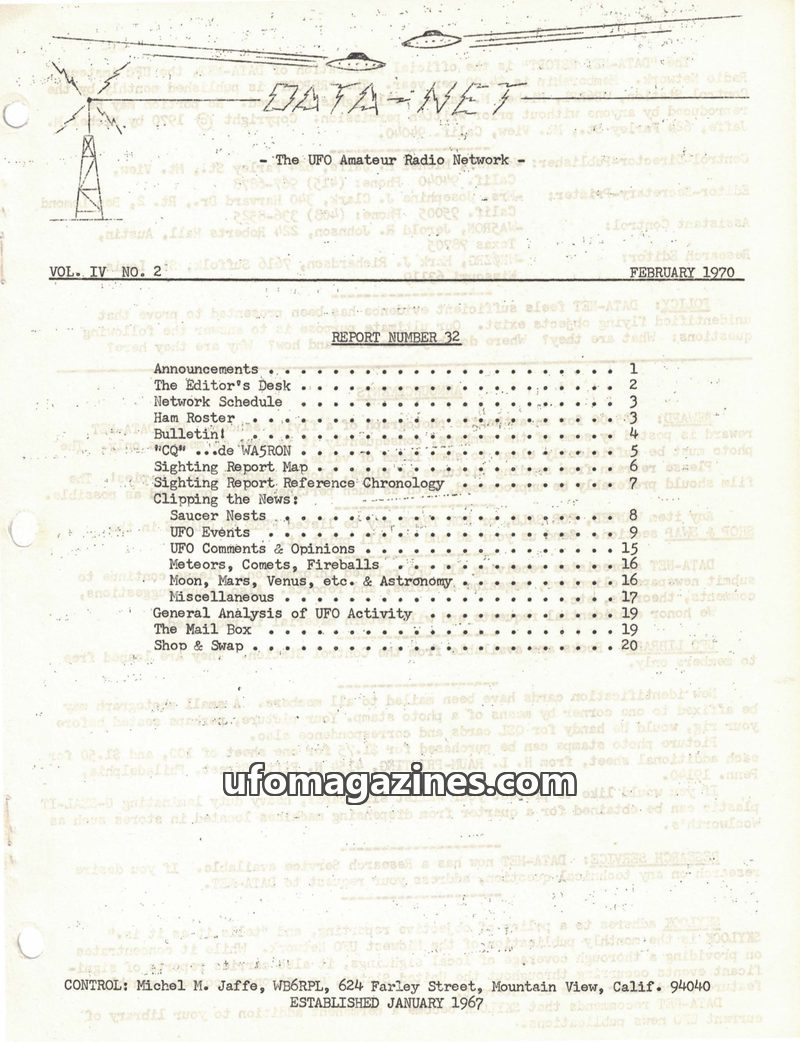 DATA-NET
- The UFO Amateur Radio Network -
VOL. IV NO. 2 FEBRUARY 1970
REPORT NUMBER 32
Announcements . . . . . . . . . . . . . . . . . . . . . . 1
The Editor's Desk . . . . . . . . . . . . . . . . . . . . 2
Network Schedule . . . . . . . . . . . . . . . . . . . . 3
Ham Roster . . . . . . . . . . . . . . . . . . . . . . . . 3
Bulletin! . . . . . . . . . . . . . . . . . . . . . . . 4
"CQ" ...de WA5RON . . . . . . . . . . . . . . . . . . . . 5
Sighting Report Map . . . . . . . . . . . . . . . . . . . 6
Sighting Report Reference Chronology . . . . . . . . . . 7
Clipping the News:
Saucer Nests . . . . . . . . . . . . . . . . . . . . . 8
UFO Events . . . . . . . . . . . . . . . . . . . . . . 9
UFO Comments & Opinions . . . . . . . . . . . . . . . . 15
Meteors, Comets, Fireballs . . . . . . . . . . . . . . 16
Moon, Mars, Venus, etc. & Astronomy . . . . . . . . . . 16
Miscellaneous . . . . . . . . . . . . . . . . . . . . . 17
General Analysis of UFO Activity . . . . . . . . . . . . 19
The Mail Box . . . . . . . . . . . . . . . . . . . . . . 19
Shop & Swap . . . . . . . . . . . . . . . . . . . . . . . 20
ufomagazines.com
CONTROL: Michel M. Jaffe, WB6RPL, 624 Farley Street, Mountain View, Calif. 94040
ESTABLISHED JANUARY 1967